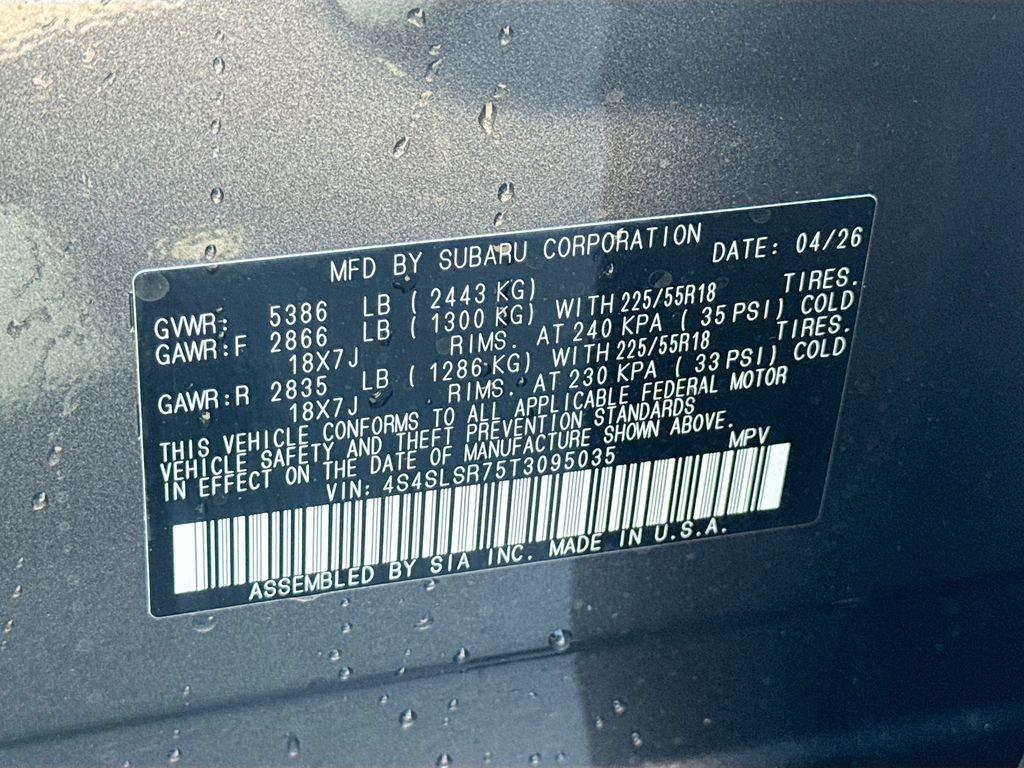 MFD BY SUBARU CORPORATION DATE: 04/26
GVWR: 5386 LB ( 2443 KG)
GAWR:F 2866 LB ( 1300 KG) WITH 225/55R18 TIRES.
18X7J RIMS. AT 240 KPA ( 35 PSI) COLD
GAWR:R 2835 LB ( 1286 KG) WITH 225/55R18 TIRES.
18X7J RIMS. AT 230 KPA ( 33 PSI) COLD
THIS VEHICLE CONFORMS TO ALL APPLICABLE FEDERAL MOTOR
VEHICLE SAFETY AND THEFT PREVENTION STANDARDS
IN EFFECT ON THE DATE OF MANUFACTURE SHOWN ABOVE.
VIN: 4S4SLSR75T3095035 MPV
ASSEMBLED BY SIA INC. MADE IN U.S.A.